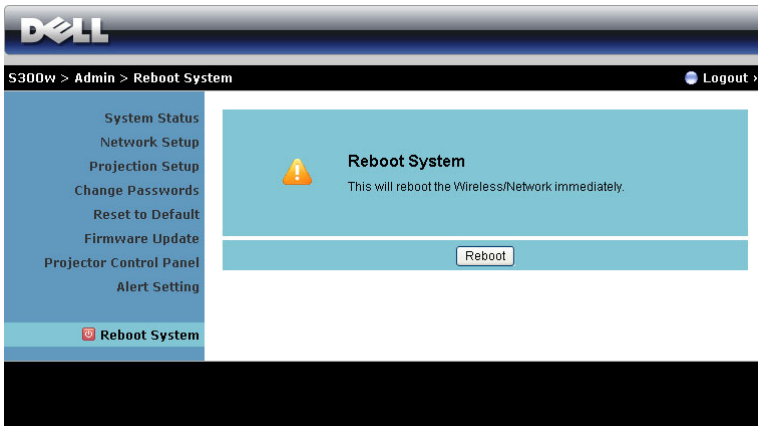 DELL
S300w > Admin > Reboot System
Logout ›
System Status
Network Setup
Projection Setup
Change Passwords
Reset to Default
Firmware Update
Projector Control Panel
Alert Setting
Reboot System
Reboot System
This will reboot the Wireless/Network immediately.
Reboot